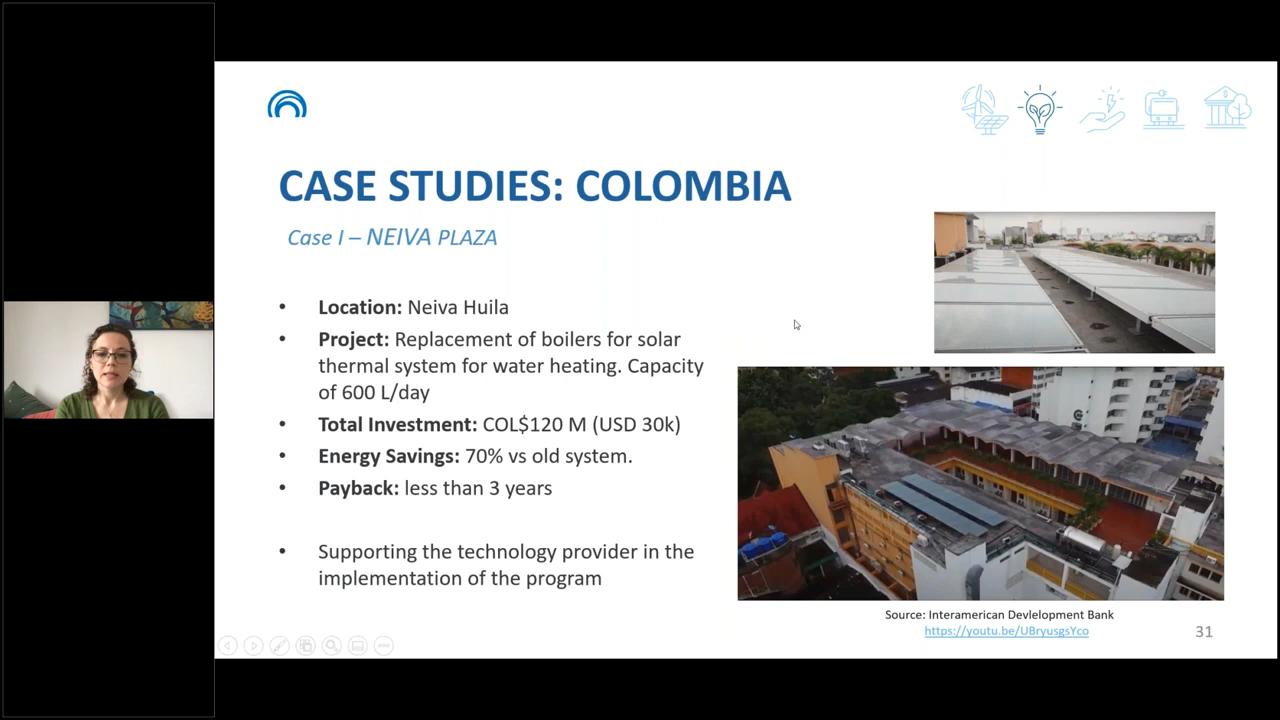 CASE STUDIES: COLOMBIA
Case I – NEIVA PLAZA
• Location: Neiva Huila
• Project: Replacement of boilers for solar
thermal system for water heating. Capacity
of 600 L/day
• Total Investment: COL$120 M (USD 30k)
• Energy Savings: 70% vs old system.
• Payback: less than 3 years
• Supporting the technology provider in the
implementation of the program
Source: Interamerican Devlelopment Bank
https://youtu.be/UBryusgsYco
31